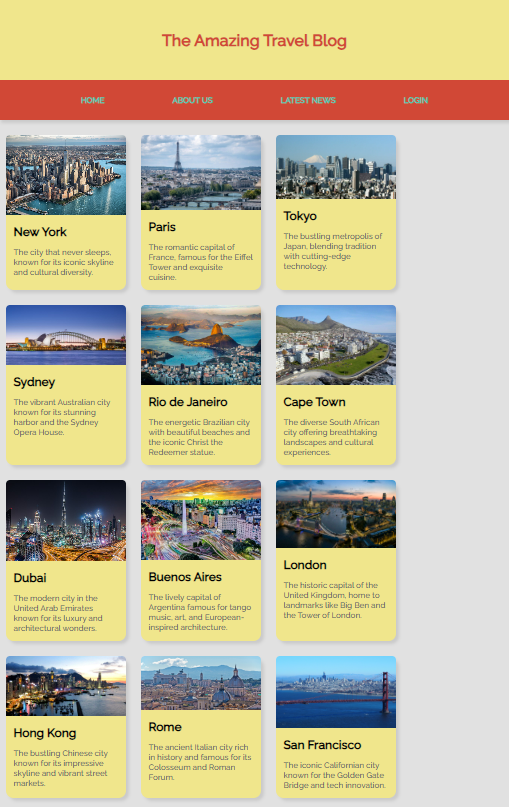 The Amazing Travel Blog
HOME ABOUT US LATEST NEWS LOGIN
New York
The city that never sleeps,
known for its iconic skyline
and cultural diversity.
Paris
The romantic capital of
France, famous for the Eiffel
Tower and exquisite
cuisine.
Tokyo
The bustling metropolis of
Japan, blending tradition
with cutting-edge
technology.
Sydney
The vibrant Australian city
known for its stunning
harbor and the Sydney
Opera House.
Rio de Janeiro
The energetic Brazilian city
with beautiful beaches and
the iconic Christ the
Redeemer statue.
Cape Town
The diverse South African
city offering breathtaking
landscapes and cultural
experiences.
Dubai
The modern city in the
United Arab Emirates
known for its luxury and
architectural wonders.
Buenos Aires
The lively capital of
Argentina famous for tango
music, art, and European-
inspired architecture.
London
The historic capital of the
United Kingdom, home to
landmarks like Big Ben and
the Tower of London.
Hong Kong
The bustling Chinese city
known for its impressive
skyline and vibrant street
markets.
Rome
The ancient Italian city rich
in history and famous for its
Colosseum and Roman
Forum.
San Francisco
The iconic Californian city
known for the Golden Gate
Bridge and tech innovation.